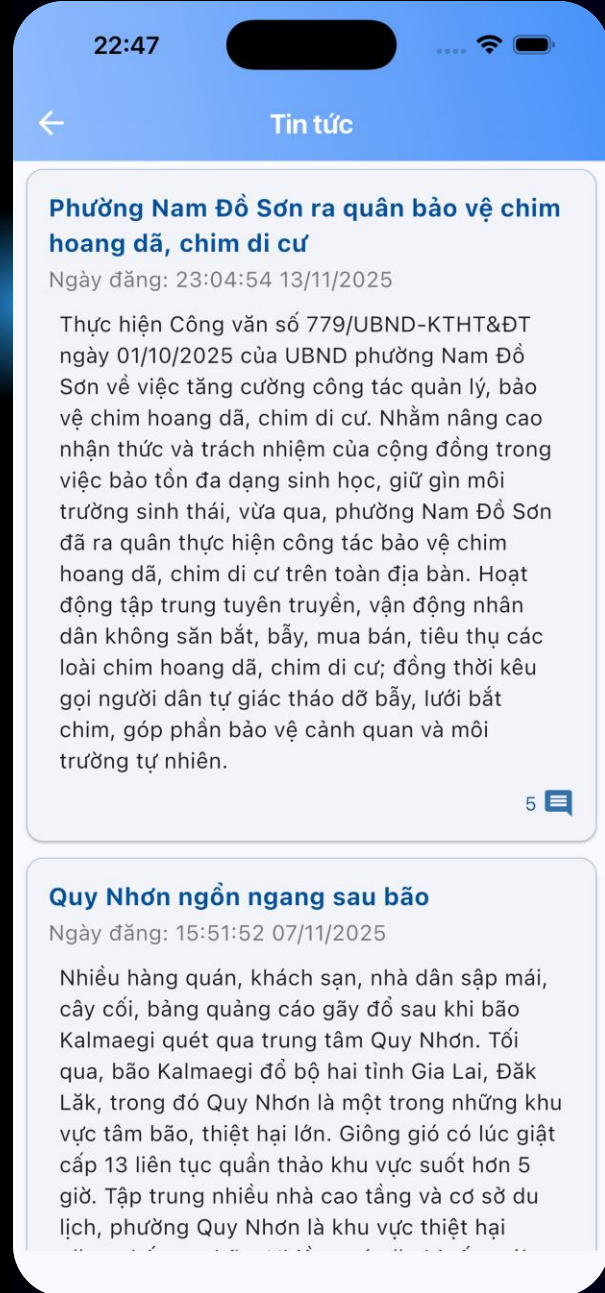 22:47
Tin tức
Phường Nam Đồ Sơn ra quân bảo vệ chim
hoang dã, chim di cư
Ngày đăng: 23:04:54 13/11/2025
Thực hiện Công văn số 779/UBND-KTHT&ĐT
ngày 01/10/2025 của UBND phường Nam Đồ
Sơn về việc tăng cường công tác quản lý, bảo
vệ chim hoang dã, chim di cư. Nhằm nâng cao
nhận thức và trách nhiệm của cộng đồng trong
việc bảo tồn đa dạng sinh học, giữ gìn môi
trường sinh thái, vừa qua, phường Nam Đồ Sơn
đã ra quân thực hiện công tác bảo vệ chim
hoang dã, chim di cư trên toàn địa bàn. Hoạt
động tập trung tuyên truyền, vận động nhân
dân không săn bắt, bẫy, mua bán, tiêu thụ các
loài chim hoang dã, chim di cư; đồng thời kêu
gọi người dân tự giác tháo dỡ bẫy, lưới bắt
chim, góp phần bảo vệ cảnh quan và môi
trường tự nhiên.
5
Quy Nhơn ngổn ngang sau bão
Ngày đăng: 15:51:52 07/11/2025
Nhiều hàng quán, khách sạn, nhà dân sập mái,
cây cối, bảng quảng cáo gãy đổ sau khi bão
Kalmaegi quét qua trung tâm Quy Nhơn. Tối
qua, bão Kalmaegi đổ bộ hai tỉnh Gia Lai, Đăk
Lăk, trong đó Quy Nhơn là một trong những khu
vực tâm bão, thiệt hại lớn. Giông gió có lúc giật
cấp 13 liên tục quần thảo khu vực suốt hơn 5
giờ. Tập trung nhiều nhà cao tầng và cơ sở du
lịch, phường Quy Nhơn là khu vực thiệt hại